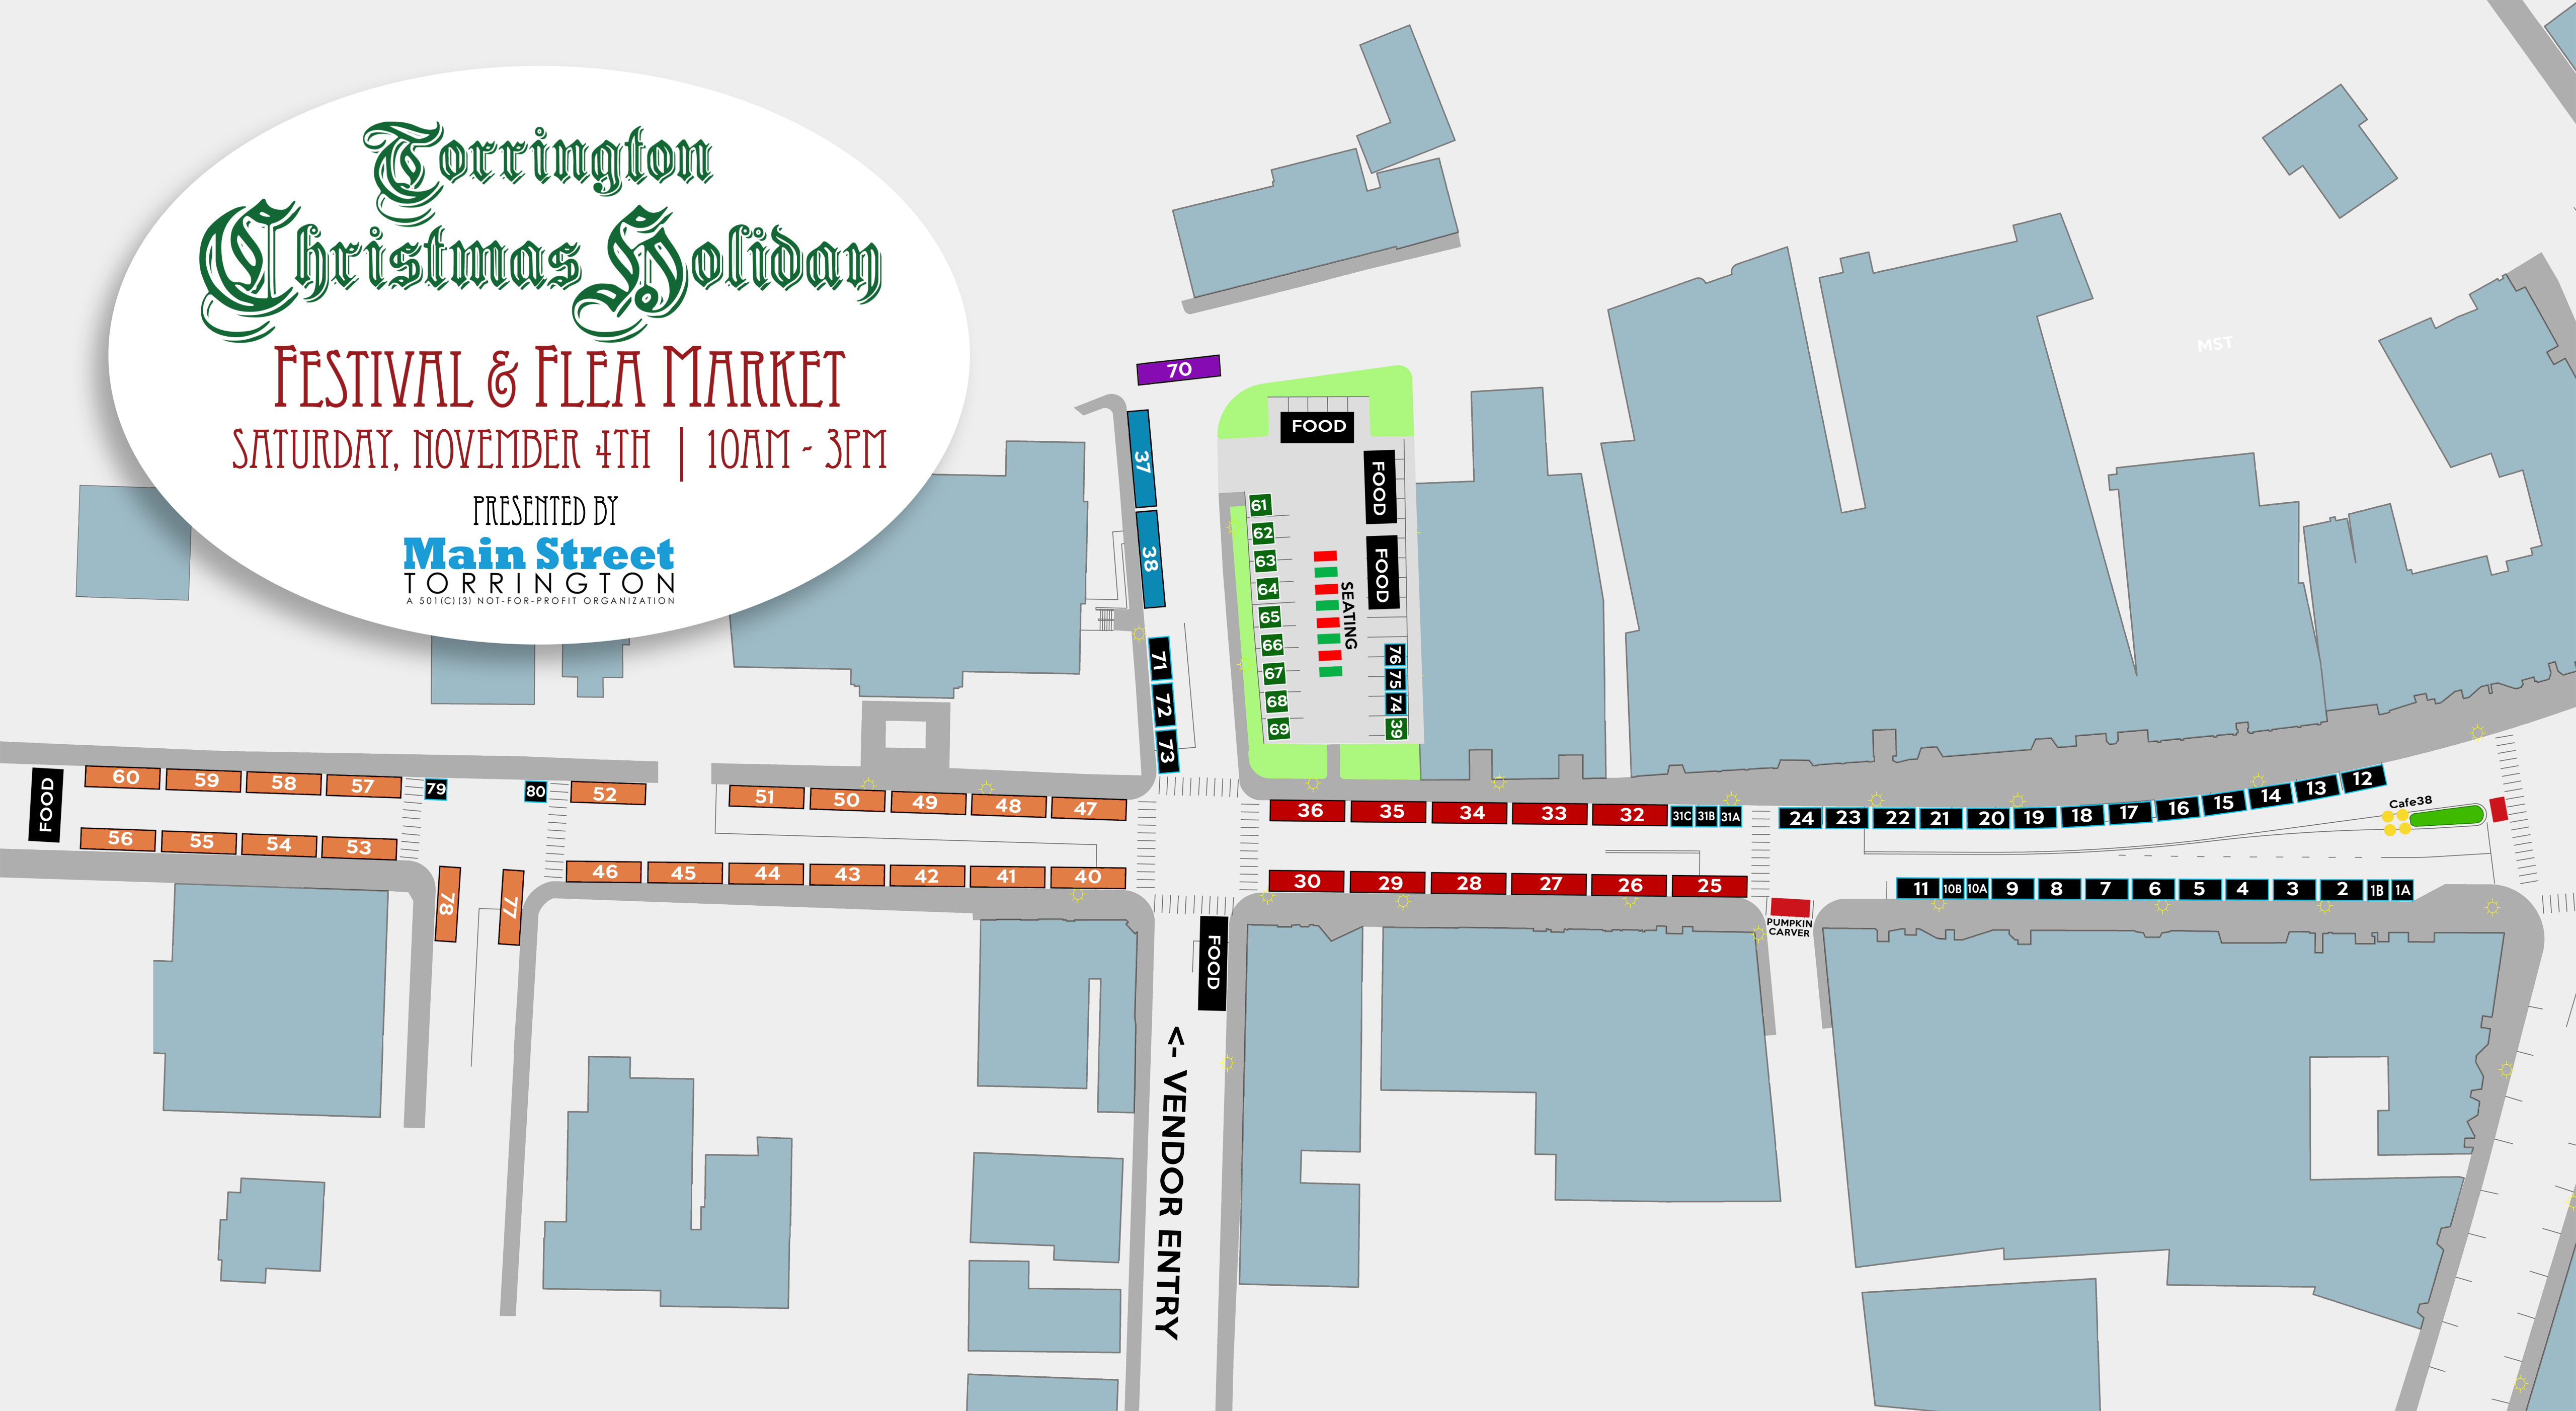 Torrington
Christmas Holiday
Festival & Flea Market
Saturday, November 4th | 10am - 3pm
Presented by
Main Street
TORRINGTON
A 501(C)(3) NOT-FOR-PROFIT ORGANIZATION
MST
70
37
38
71
72
73
FOOD
FOOD
FOOD
61
62
63
64
65
66
67
68
69
SEATING
76
75
74
39
FOOD
60 59 58 57 79 80 52 51 50 49 48 47
36 35 34 33 32 31C 31B 31A
24 23 22 21 20 19 18 17 16 15 14 13 12
Cafe38
56 55 54 53
78
77
46 45 44 43 42 41 40
30 29 28 27 26 25
PUMPKIN
CARVER
11 10B 10A 9 8 7 6 5 4 3 2 1B 1A
FOOD
<- VENDOR ENTRY